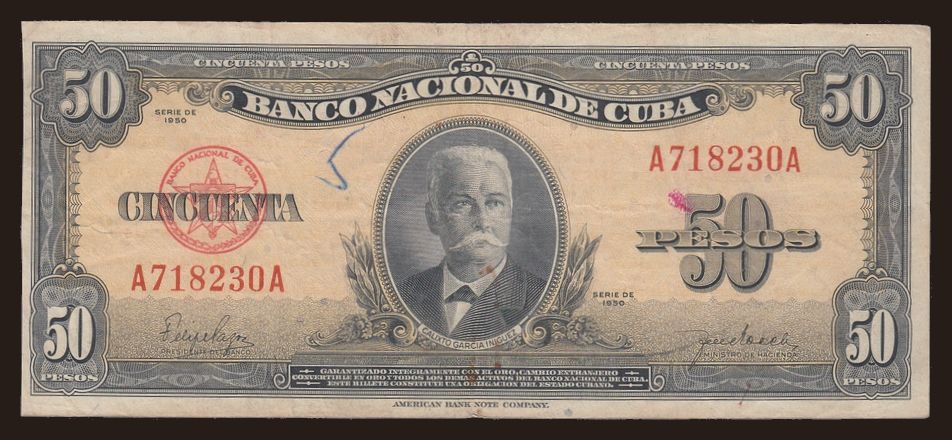 CINCUENTA PESOS
50
CINCUENTA PESOS
50
BANCO NACIONAL DE CUBA
50
SERIE DE
1950
5
A718230A
BANCO NACIONAL DE CUBA
CINCUENTA
50
PESOS
A718230A
SERIE DE
1950
50
PESOS
PRESIDENTE DEL BANCO
CALIXTO GARCIA IÑIGUEZ
MINISTRO DE HACIENDA
50
PESOS
GARANTIZADO INTEGRAMENTE CON EL ORO, CAMBIO EXTRANJERO
CONVERTIBLE EN ORO Y TODOS LOS DEMAS ACTIVOS DEL BANCO NACIONAL DE CUBA.
ESTE BILLETE CONSTITUYE UNA OBLIGACION DEL ESTADO CUBANO.
AMERICAN BANK NOTE COMPANY.